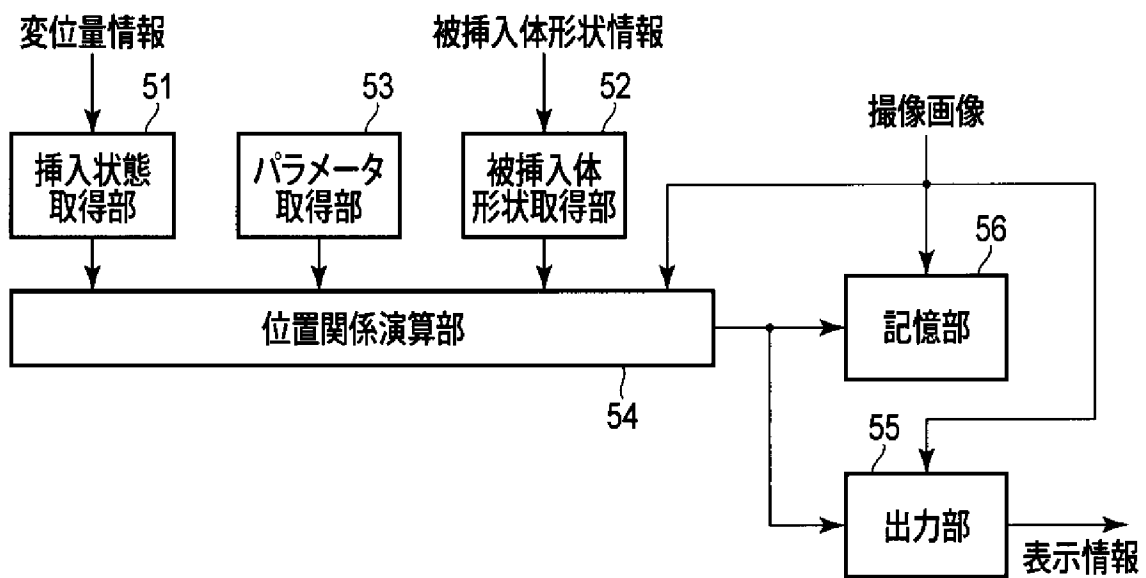 変位量情報
被挿入体形状情報
51
53
52
撮像画像
挿入状態
取得部
パラメータ
取得部
被挿入体
形状取得部
56
位置関係演算部
記憶部
54
55
出力部
表示情報